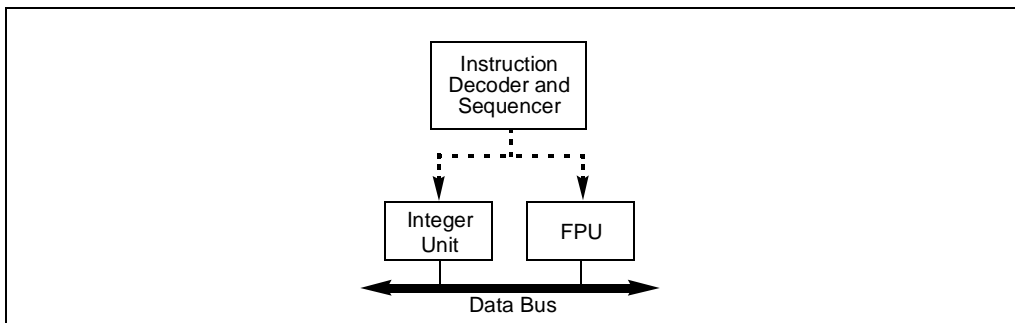 Instruction
Decoder and
Sequencer
Integer
Unit
FPU
Data Bus